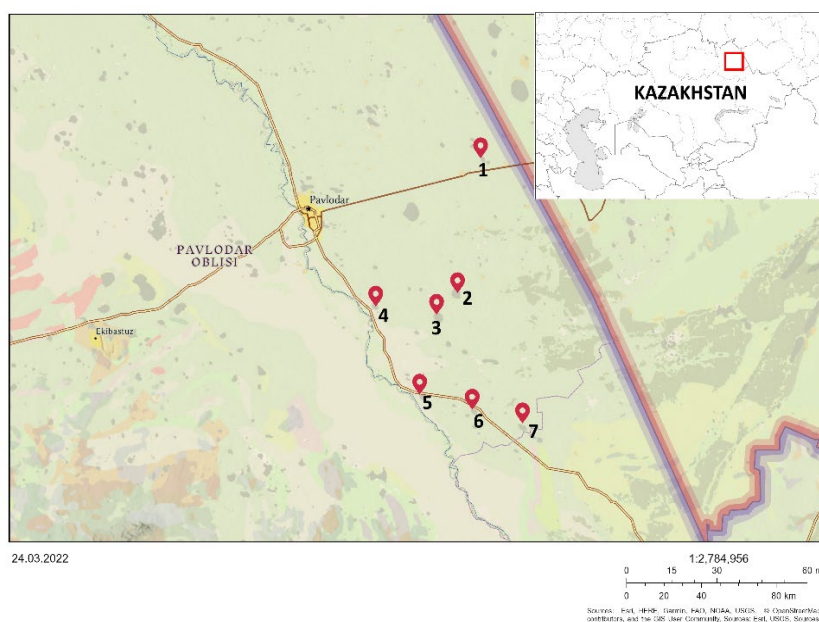 KAZAKHSTAN
1
Pavlodar
PAVLODAR
OBLISI
2
3
4
Ekibastuz
5
6
7
24.03.2022
1:2,784,956
0 15 30 60 m
0 20 40 80 km
Sources: Esri, HERE, Garmin, FAO, NOAA, USGS, © OpenStreetMap
contributors, and the GIS User Community, Sources: Esri, USGS, Sources: